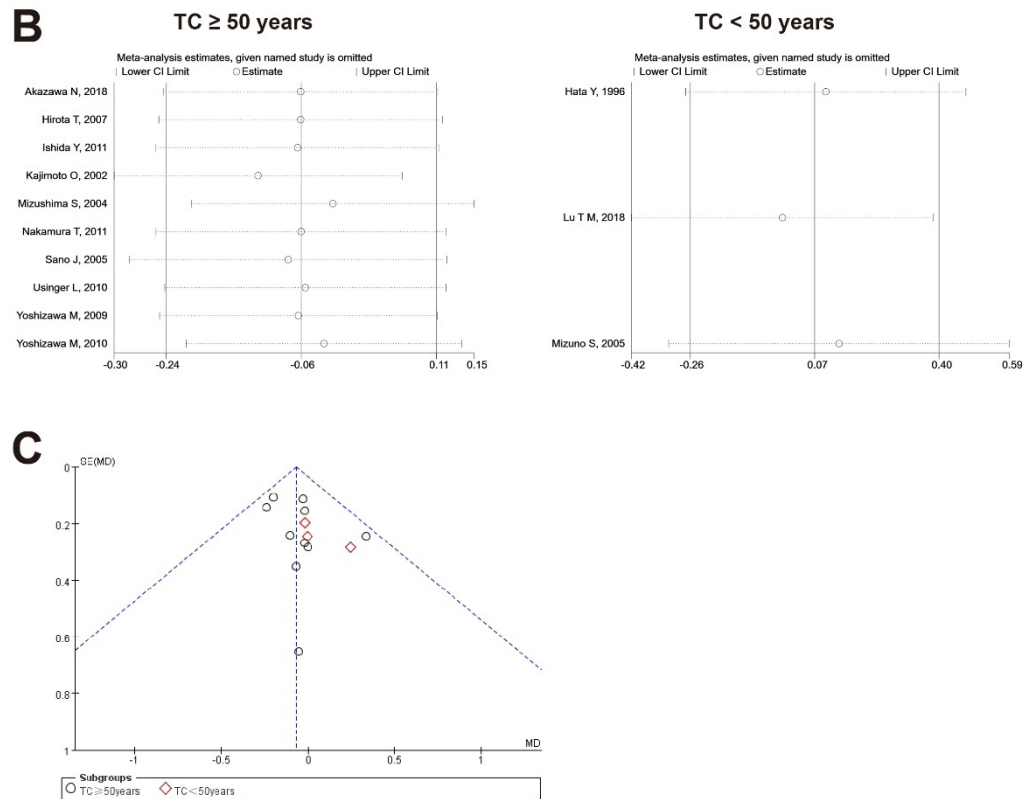 B
TC ≥ 50 years
Meta-analysis estimates, given named study is omitted
Lower CI Limit Estimate Upper CI Limit
Akazawa N, 2018
Hirota T, 2007
Ishida Y, 2011
Kajimoto O, 2002
Mizushima S, 2004
Nakamura T, 2011
Sano J, 2005
Usinger L, 2010
Yoshizawa M, 2009
Yoshizawa M, 2010
-0.30 -0.24 -0.06 0.11 0.15
TC < 50 years
Meta-analysis estimates, given named study is omitted
Lower CI Limit Estimate Upper CI Limit
Hata Y, 1996
Lu T M, 2018
Mizuno S, 2005
-0.42 -0.26 0.07 0.40 0.59
C
SE(MD)
0
0.2
0.4
0.6
0.8
1
MD
-1 -0.5 0 0.5 1
Subgroups
TC≥50years TC<50years